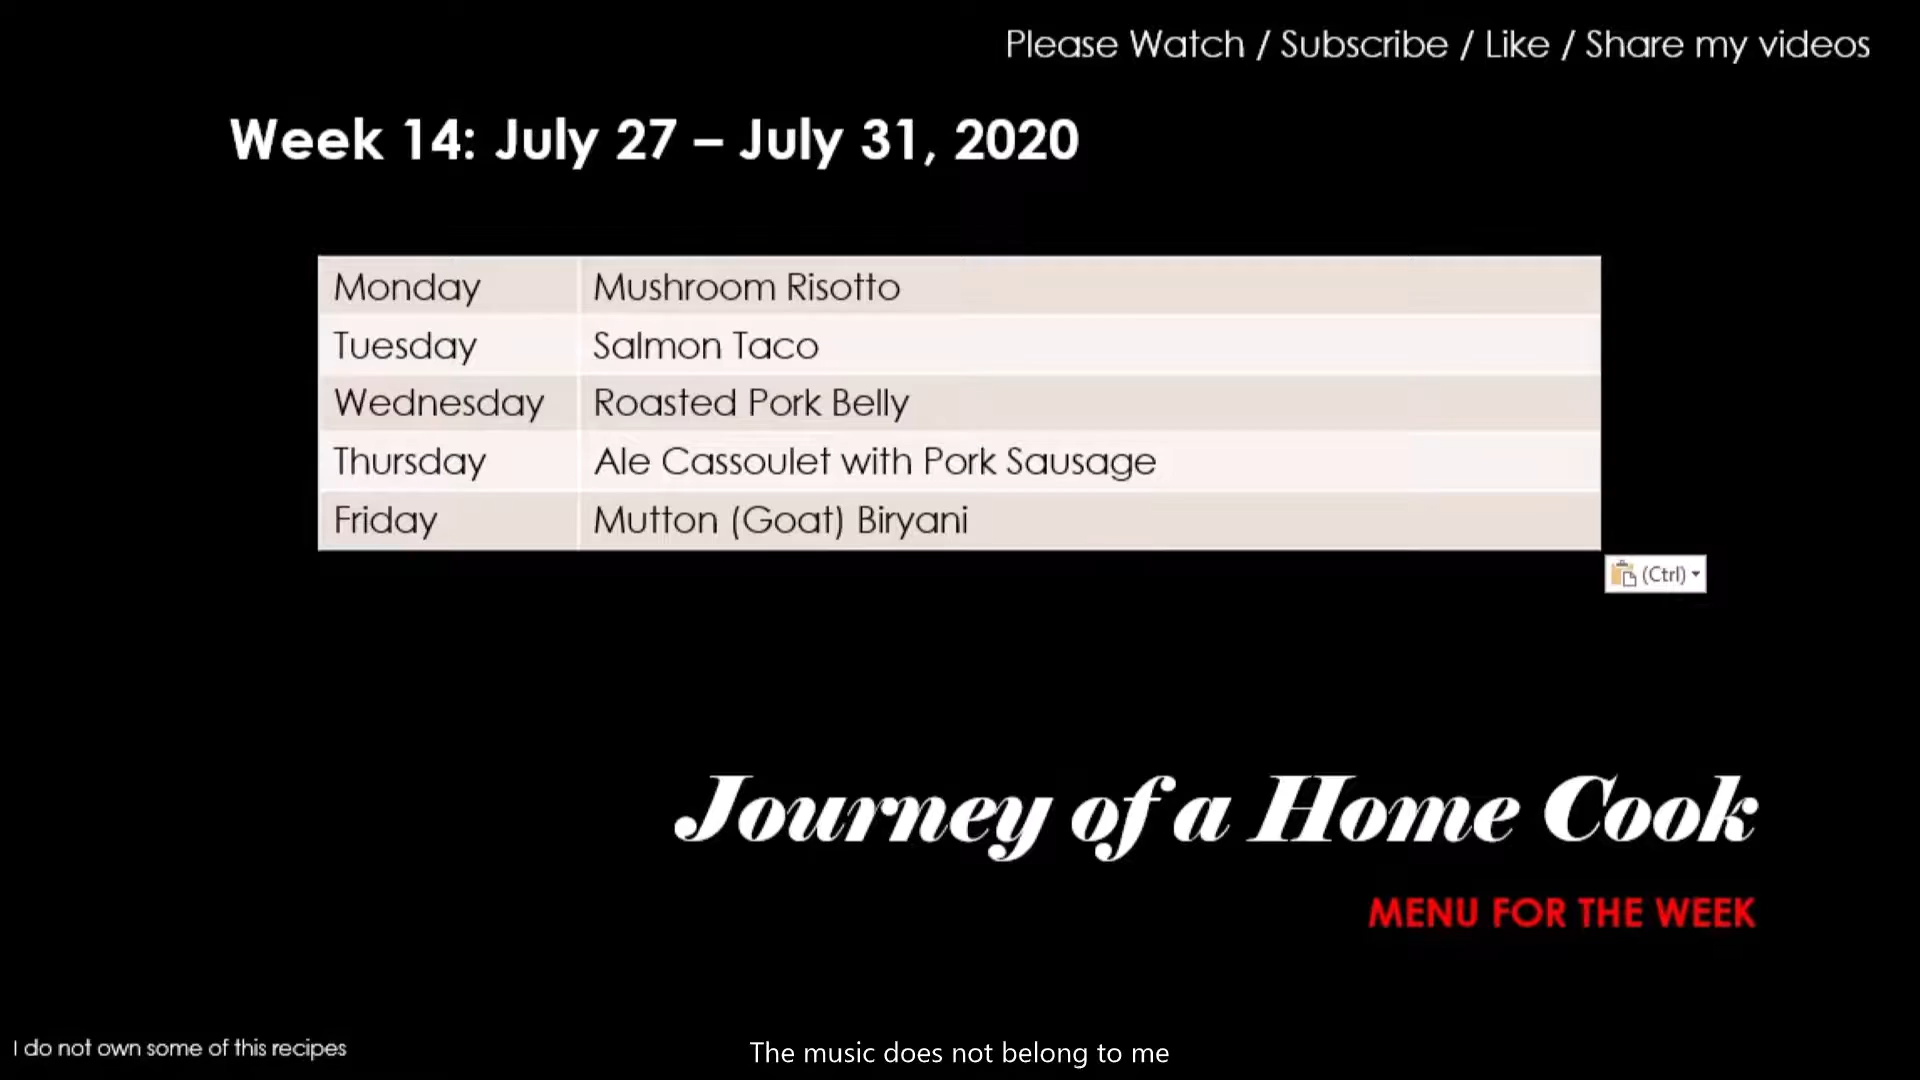 Please Watch / Subscribe / Like / Share my videos
Week 14: July 27 – July 31, 2020
Monday Mushroom Risotto
Tuesday Salmon Taco
Wednesday Roasted Pork Belly
Thursday Ale Cassoulet with Pork Sausage
Friday Mutton (Goat) Biryani
(Ctrl)
Journey of a Home Cook
MENU FOR THE WEEK
I do not own some of this recipes
The music does not belong to me